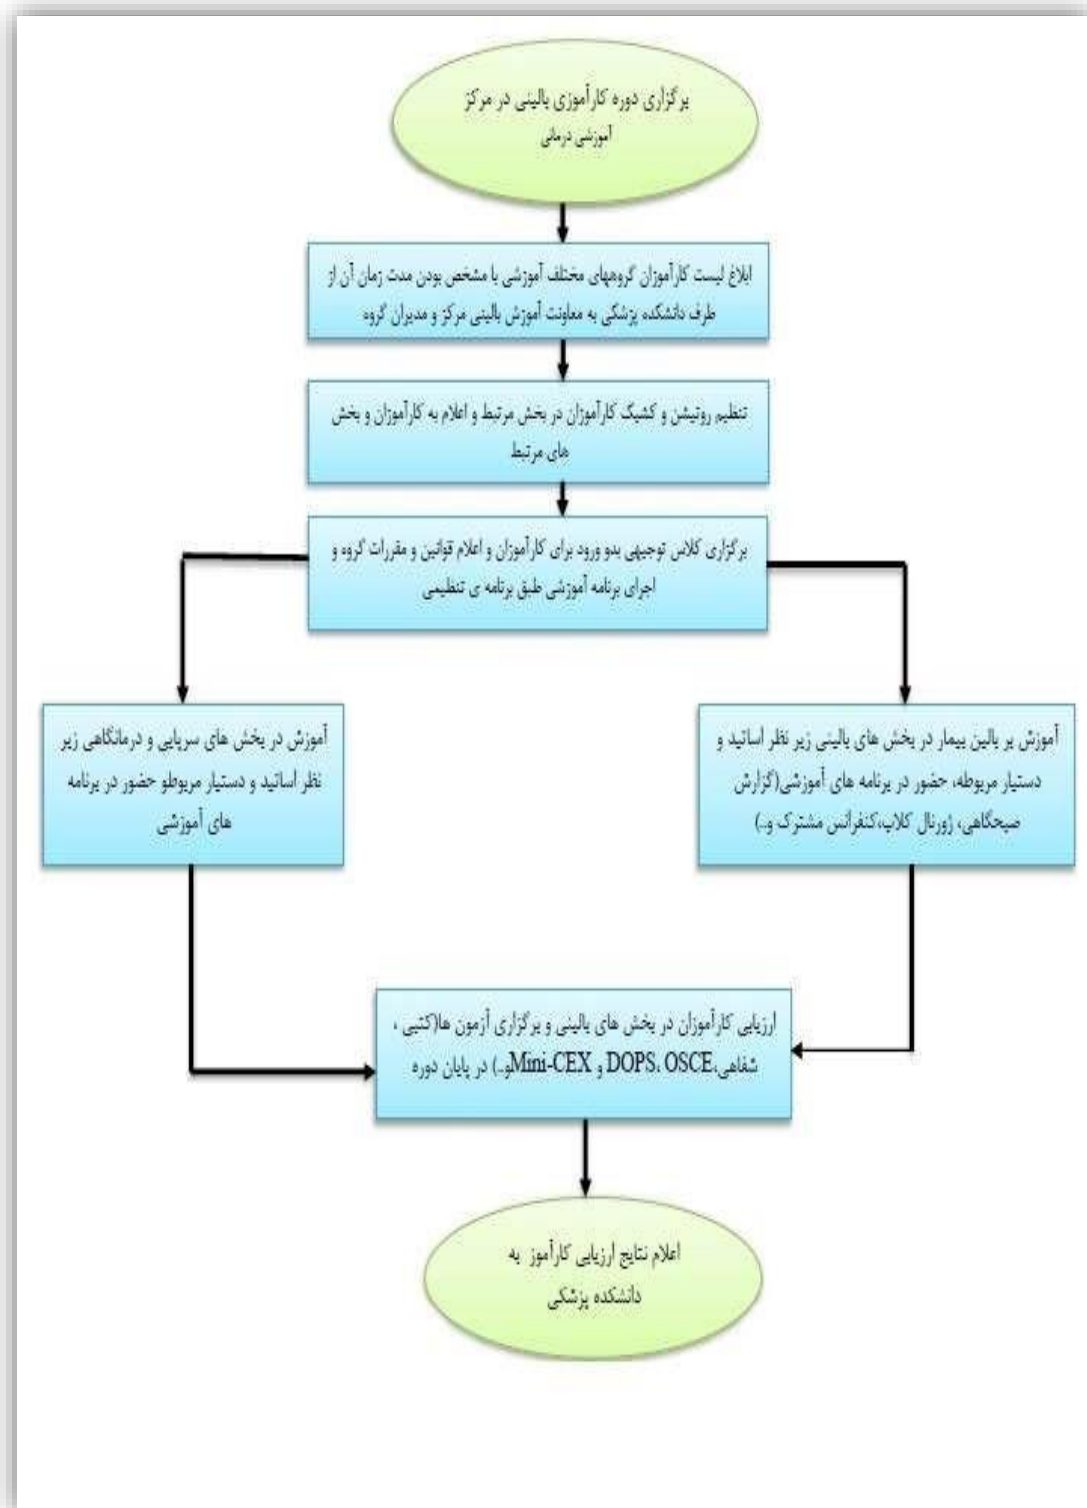 برگزاری دوره کارآموزی بالینی در مرکز
آموزشی درمانی
ابلاغ لیست کارآموزان گروههای مختلف آموزشی با مشخص بودن مدت زمان آن از
طرف دانشکده پزشکی به معاونت آموزش بالینی مرکز و مدیران گروه
تنظیم روتیشن و کشیک کارآموزان در بخش مرتبط و اعلام به کارآموزان و بخش
های مرتبط
برگزاری کلاس توجیهی بدو ورود برای کارآموزان و اعلام قوانین و مقررات گروه و
اجرای برنامه آموزشی طبق برنامه ی تنظیمی
آموزش بر بالین بیمار در بخش های بالینی زیر نظر اساتید و
دستیار مربوطه، حضور در برنامه های آموزشی(گزارش
صبحگاهی، ژورنال کلاب،کنفرانس مشترک و..)
آموزش در بخش های سرپایی و درمانگاهی زیر
نظر اساتید و دستیار مربوطو حضور در برنامه
های آموزشی
ارزیابی کارآموزان در بخش های بالینی و برگزاری آزمون ها(کتبی ،
شفاهی،DOPS، OSCE و Mini-CEXو..) در پایان دوره
اعلام نتایج ارزیابی کارآموز به
دانشکده پزشکی